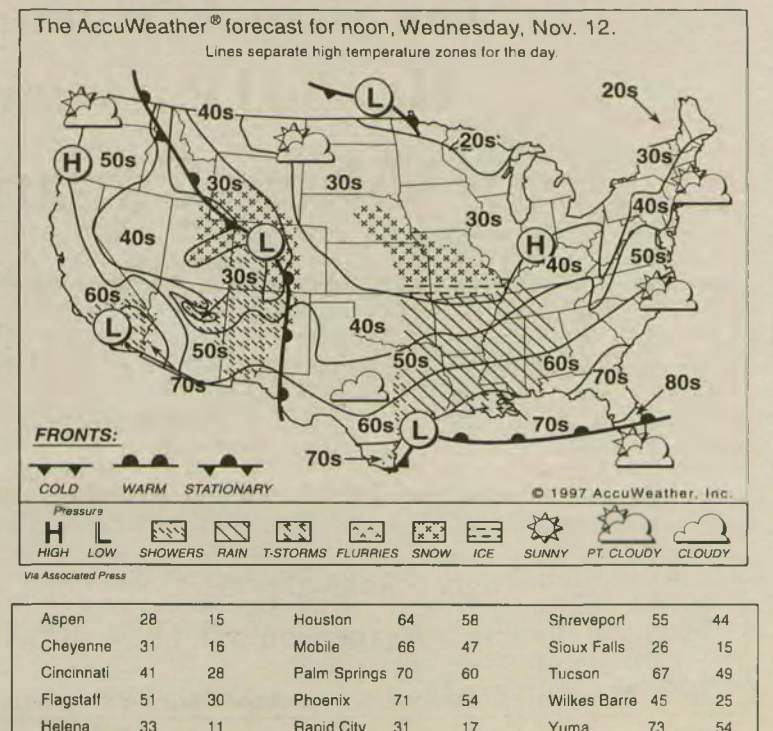 The AccuWeather® forecast for noon, Wednesday, Nov. 12.
Lines separate high temperature zones for the day.
20s
L
40s
20s
H
50s
30s
30s
30s
30s
40s
40s
L
H
40s
50s
30s
60s
L
40s
50s
50s
60s
70s
70s
80s
60s
L
70s
70s
FRONTS:
COLD WARM STATIONARY
© 1997 AccuWeather, Inc.
Pressure
H L
HIGH LOW SHOWERS RAIN T-STORMS FLURRIES SNOW ICE SUNNY PT. CLOUDY CLOUDY
Via Associated Press
Aspen 28 15 Houston 64 58 Shreveport 55 44
Cheyenne 31 16 Mobile 66 47 Sioux Falls 26 15
Cincinnati 41 28 Palm Springs 70 60 Tucson 67 49
Flagstaff 51 30 Phoenix 71 54 Wilkes Barre 45 25
Helena 33 11 Rapid City 31 17 Yuma 73 54